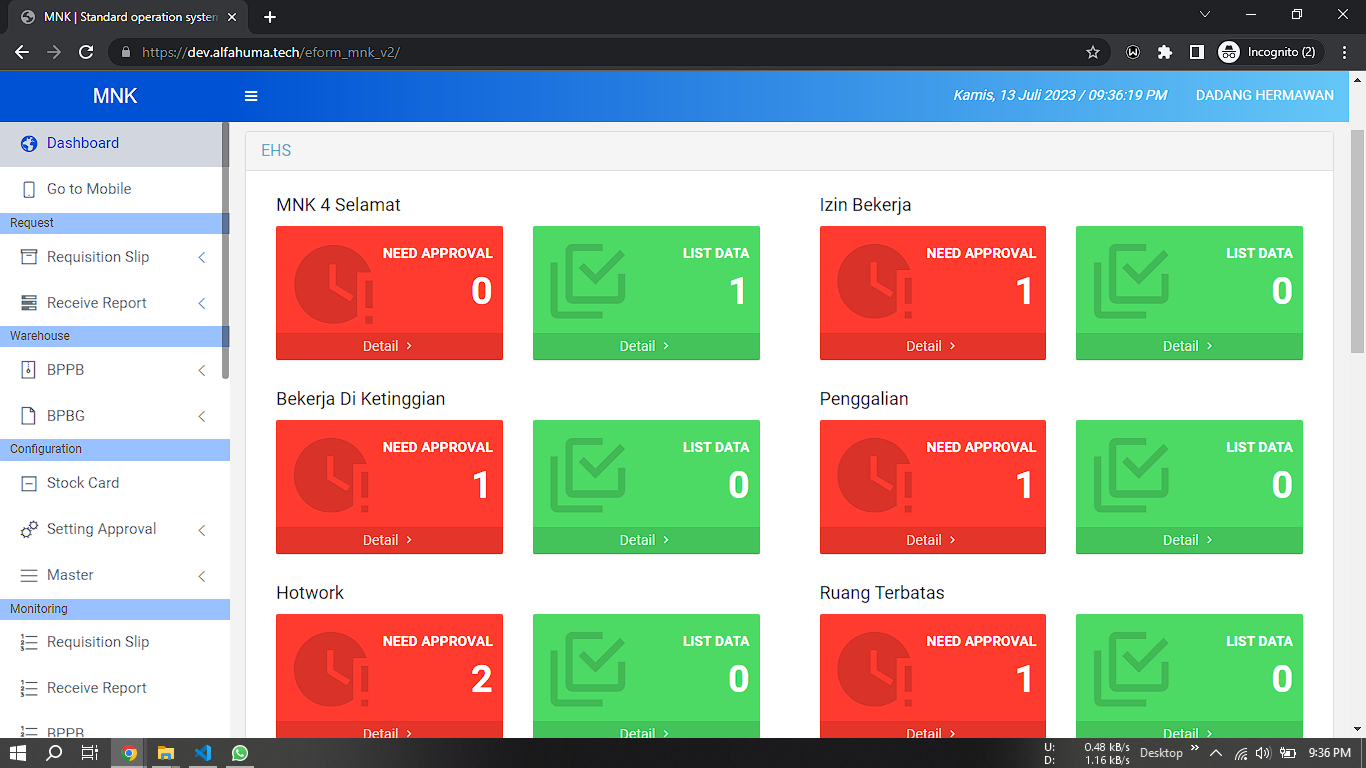 MNK | Standard operation system
https://dev.alfahuma.tech/eform_mnk_v2/
Incognito (2)
MNK
Kamis, 13 Juli 2023 / 09:36:19 PM
DADANG HERMAWAN
Dashboard
Go to Mobile
Request
Requisition Slip
Receive Report
Warehouse
BPPB
BPBG
Configuration
Stock Card
Setting Approval
Master
Monitoring
Requisition Slip
Receive Report
BPPB
EHS
MNK 4 Selamat
NEED APPROVAL
0
Detail
LIST DATA
1
Detail
Izin Bekerja
NEED APPROVAL
1
Detail
LIST DATA
0
Detail
Bekerja Di Ketinggian
NEED APPROVAL
1
Detail
LIST DATA
0
Detail
Penggalian
NEED APPROVAL
1
Detail
LIST DATA
0
Detail
Hotwork
NEED APPROVAL
2
Detail
LIST DATA
0
Detail
Ruang Terbatas
NEED APPROVAL
1
Detail
LIST DATA
0
Detail
U: 0.48 kB/s
D: 1.16 kB/s
Desktop
9:36 PM